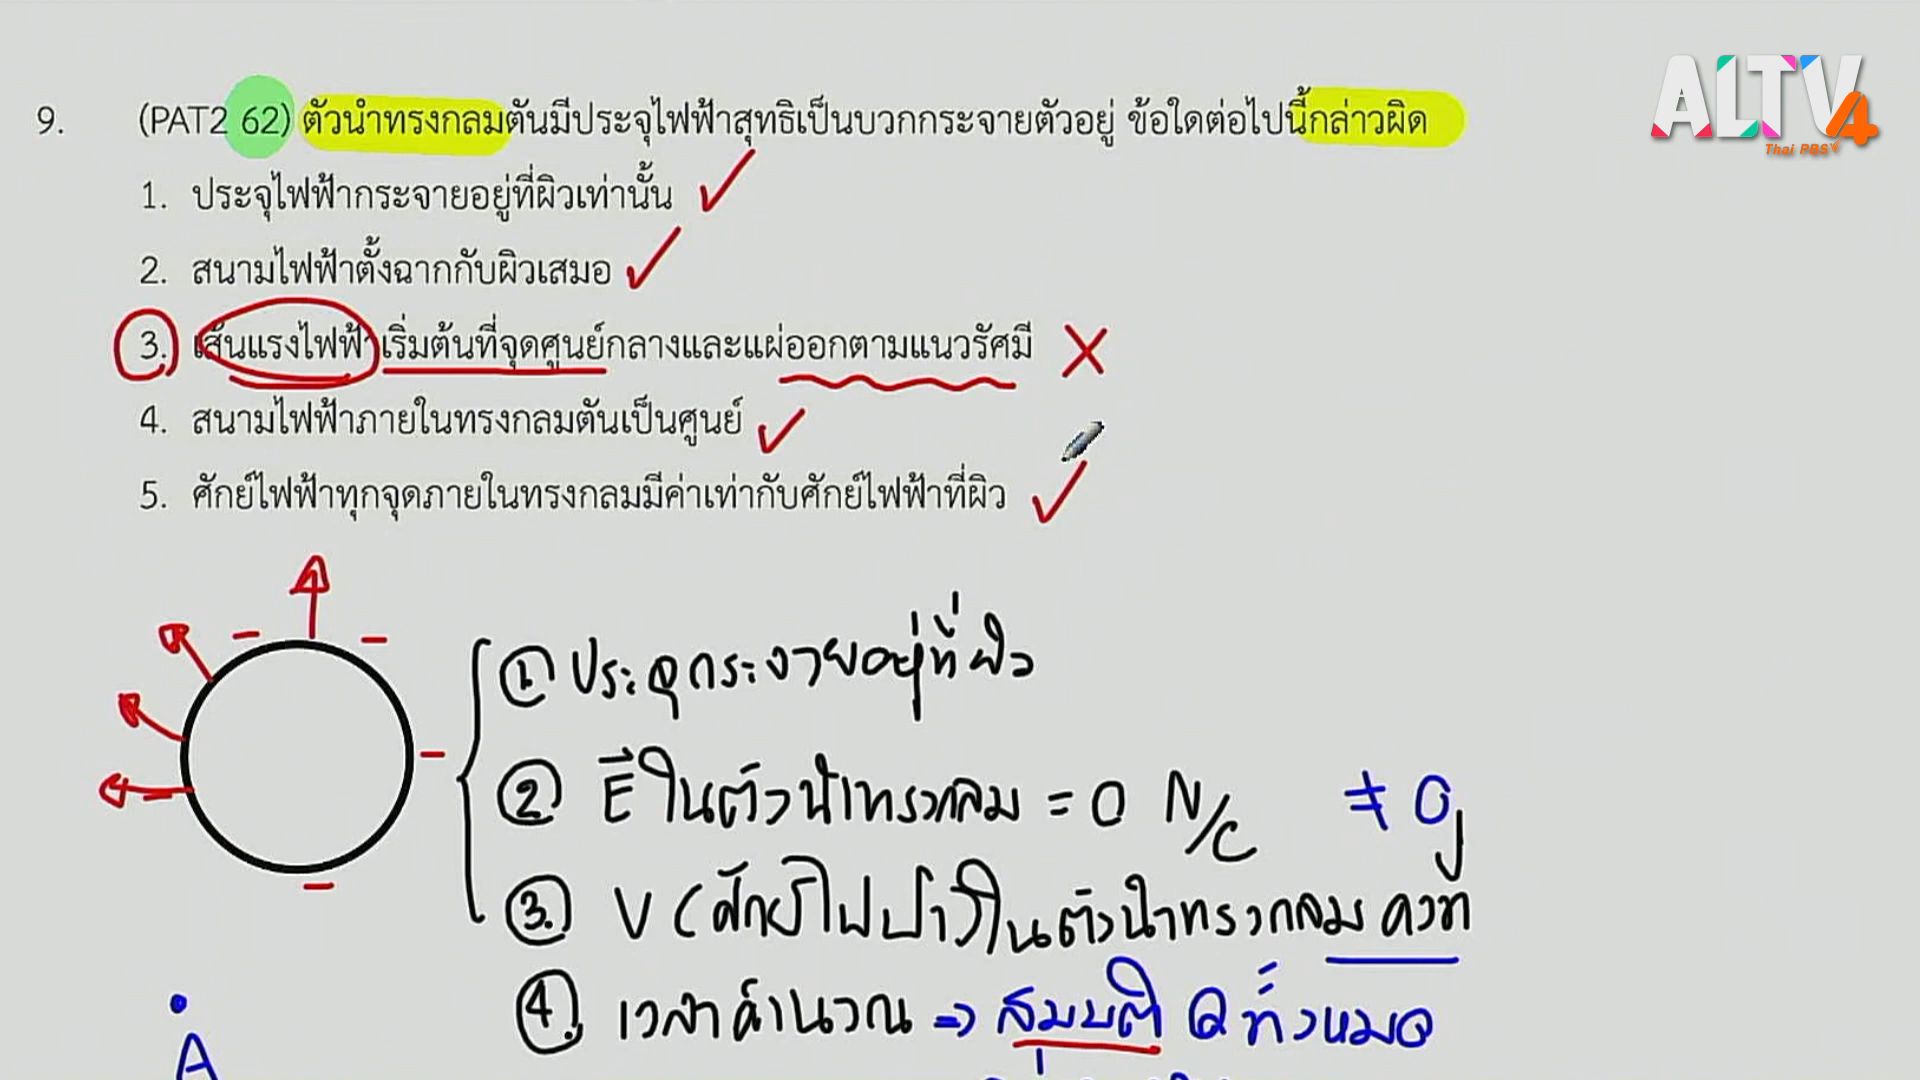 ALTV4
Thai PBS
9. (PAT2 62) ตัวนำทรงกลมตันมีประจุไฟฟ้าสุทธิเป็นบวกกระจายตัวอยู่ ข้อใดต่อไปนี้กล่าวผิด
1. ประจุไฟฟ้ากระจายอยู่ที่ผิวเท่านั้น
2. สนามไฟฟ้าตั้งฉากกับผิวเสมอ
3. เส้นแรงไฟฟ้าเริ่มต้นที่จุดศูนย์กลางและแผ่ออกตามแนวรัศมี
4. สนามไฟฟ้าภายในทรงกลมตันเป็นศูนย์
5. ศักย์ไฟฟ้าทุกจุดภายในทรงกลมมีค่าเท่ากับศักย์ไฟฟ้าที่ผิว
1. ประจุกระจายอยู่ที่ผิว
2. E ในตัวนำทรงกลม = 0 N/C ≠ 0
3. V (ศักย์ไฟฟ้า) ในตัวนำทรงกลม คงที่
4. เวลาคำนวณ => สมมติ Q ทั้งหมด
A